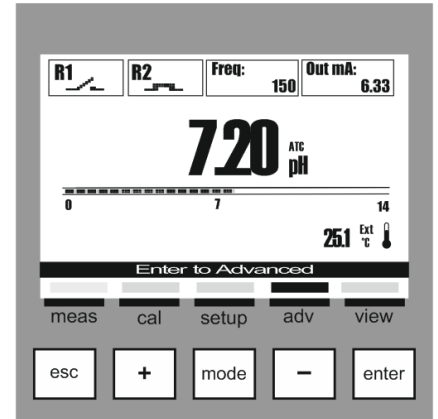 R1 R2 Freq: Out mA:
150 6.33
7.20 ATC pH
0 7 14
25.1 Ext °C
Enter to Advanced
meas cal setup adv view
esc + mode − enter